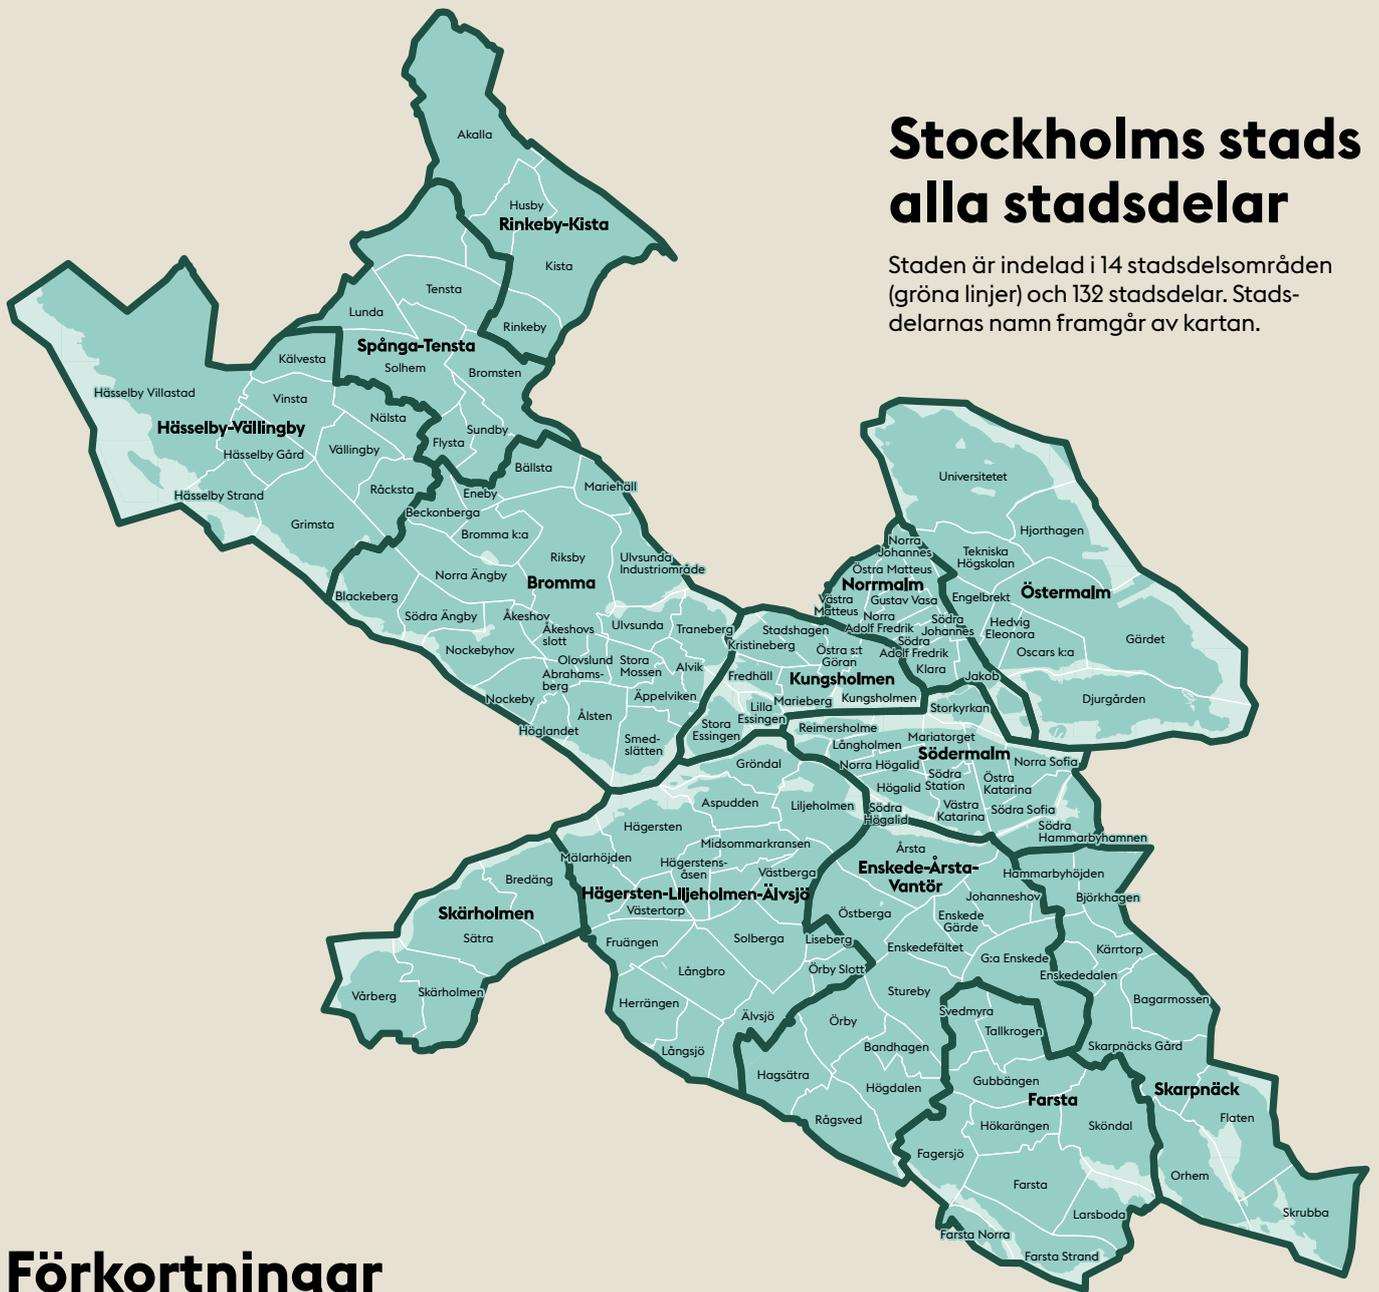 Stockholms stads
alla stadsdelar
Staden är indelad i 14 stadsdelsområden
(gröna linjer) och 132 stadsdelar. Stads-
delarnas namn framgår av kartan.
Akalla
Husby
Rinkeby-Kista
Kista
Rinkeby
Tensta
Lunda
Spånga-Tensta
Solhem
Bromsten
Sundby
Flysta
Kälvesta
Vinsta
Hässelby Villastad
Nälsta
Hässelby-Vällingby
Hässelby Gård
Vällingby
Råcksta
Hässelby Strand
Grimsta
Bällsta
Mariehäll
Eneby
Beckonberga
Bromma k:a
Riksby
Ulvsunda
Industriområde
Norra Ängby
Bromma
Blackeberg
Södra Ängby
Åkeshov
Åkeshovs
slott
Ulvsunda
Traneberg
Nockebyhov
Olovslund
Stora
Mossen
Alvik
Abrahams-
berg
Äppelviken
Nockeby
Ålsten
Höglandet
Smed-
slätten
Universitetet
Hjorthagen
Tekniska
Högskolan
Östermalm
Engelbrekt
Hedvig
Eleonora
Oscars k:a
Gärdet
Djurgården
Norra
Johannes
Östra Matteus
Norrmalm
Västra
Matteus
Gustav Vasa
Norra
Adolf Fredrik
Södra
Johannes
Södra
Adolf Fredrik
Klara
Jakob
Stadshagen
Kristineberg
Östra s:t
Göran
Fredhäll
Kungsholmen
Marieberg
Kungsholmen
Lilla
Essingen
Stora
Essingen
Storkyrkan
Reimersholme
Långholmen
Mariatorget
Södermalm
Norra Sofia
Norra Högalid
Högalid
Södra
Station
Östra
Katarina
Södra
Högalid
Västra
Katarina
Södra Sofia
Södra
Hammarbyhamnen
Gröndal
Aspudden
Liljeholmen
Hägersten
Midsommarkransen
Mälarhöjden
Hägerstens-
åsen
Västberga
Hägersten-Liljeholmen-Älvsjö
Västertorp
Fruängen
Solberga
Liseberg
Långbro
Örby Slott
Herrängen
Älvsjö
Långsjö
Bredäng
Skärholmen
Sätra
Vårberg
Skärholmen
Årsta
Enskede-Årsta-
Vantör
Johanneshov
Östberga
Enskede
Gärde
Enskedefältet
G:a Enskede
Enskededalen
Stureby
Svedmyra
Örby
Tallkrogen
Bandhagen
Hagsätra
Högdalen
Rågsved
Hammarbyhöjden
Björkhagen
Kärrtorp
Bagarmossen
Skarpnäcks Gård
Skarpnäck
Flaten
Orhem
Skrubba
Gubbängen
Farsta
Hökarängen
Sköndal
Fagersjö
Farsta
Larsboda
Farsta Norra
Farsta Strand
Förkortningar